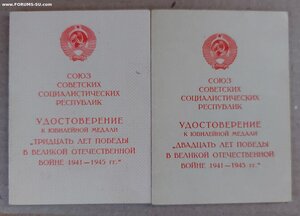 www.FORUMS-SU.com
СОЮЗ
СОВЕТСКИХ
СОЦИАЛИСТИЧЕСКИХ
РЕСПУБЛИК
УДОСТОВЕРЕНИЕ
К ЮБИЛЕЙНОЙ МЕДАЛИ
„ТРИДЦАТЬ ЛЕТ ПОБЕДЫ
В ВЕЛИКОЙ ОТЕЧЕСТВЕННОЙ
ВОЙНЕ 1941—1945 гг.“
СОЮЗ
СОВЕТСКИХ
СОЦИАЛИСТИЧЕСКИХ
РЕСПУБЛИК
УДОСТОВЕРЕНИЕ
К ЮБИЛЕЙНОЙ МЕДАЛИ
„ДВАДЦАТЬ ЛЕТ ПОБЕДЫ
В ВЕЛИКОЙ ОТЕЧЕСТВЕННОЙ
ВОЙНЕ 1941—1945 гг.“